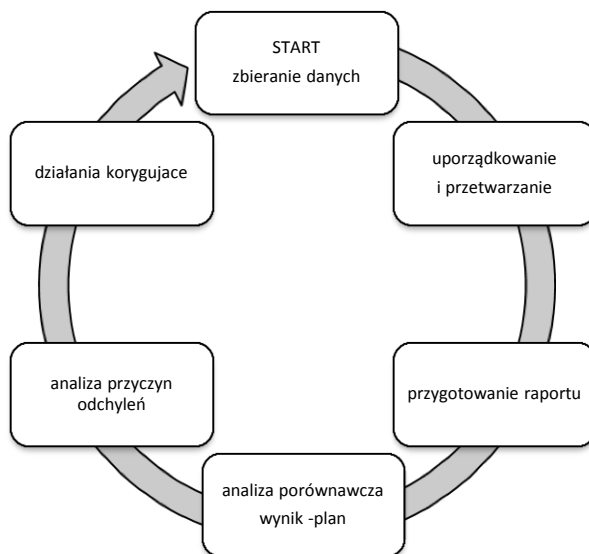 START
zbieranie danych
uporządkowanie
i przetwarzanie
przygotowanie raportu
analiza porównawcza
wynik -plan
analiza przyczyn
odchyleń
działania korygujace